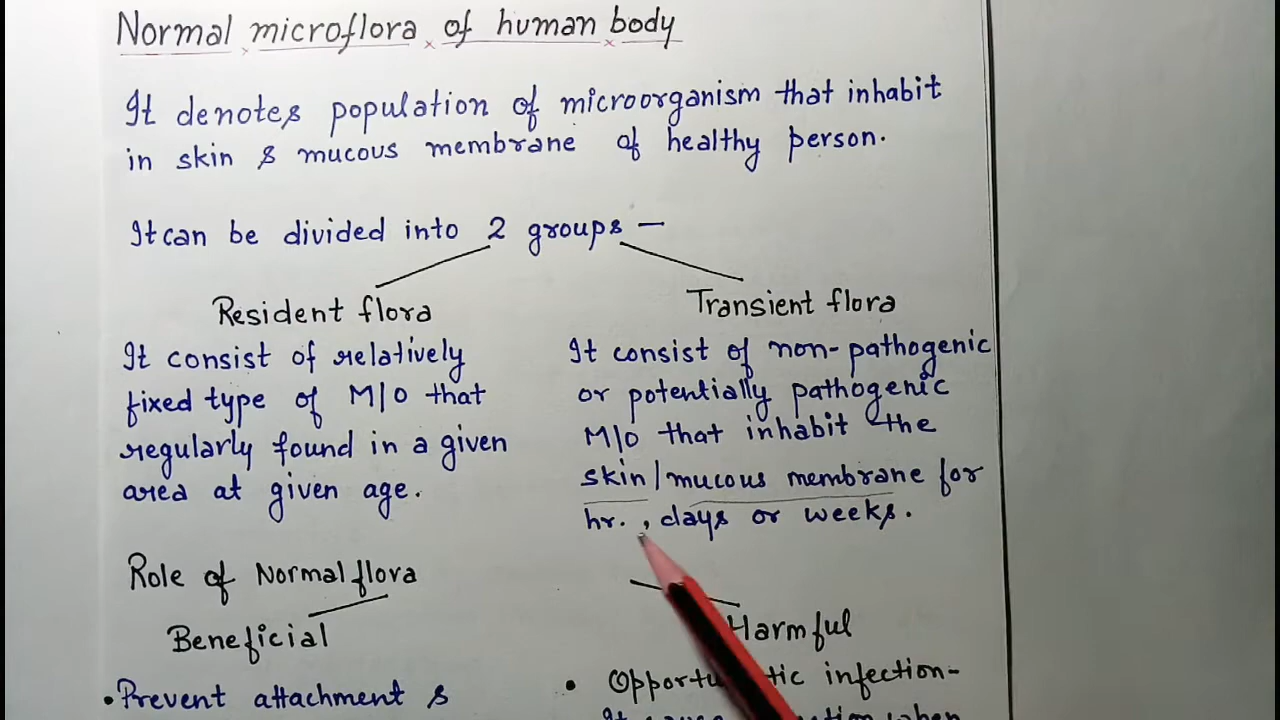 Normal microflora of human body
It denotes population of microorganism that inhabit
in skin & mucous membrane of healthy person.
It can be divided into 2 groups —
Resident flora
It consist of relatively
fixed type of M/O that
regularly found in a given
area at given age.
Transient flora
It consist of non-pathogenic
or potentially pathogenic
M/O that inhabit the
skin/mucous membrane for
hr., days or weeks.
Role of Normal flora
Beneficial
• Prevent attachment &
Harmful
• infection-